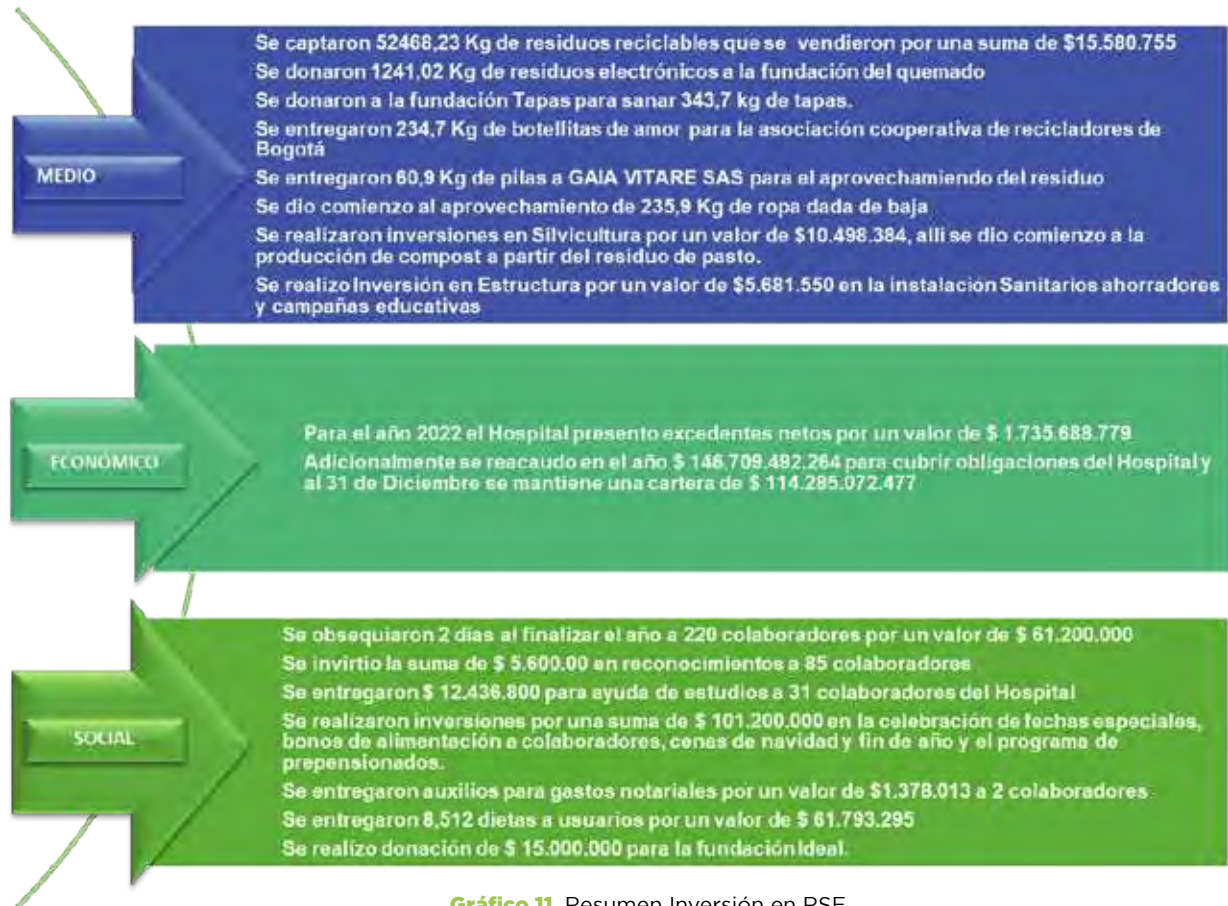 Se captaron 52468,23 Kg de residuos reciclables que se vendieron por una suma de $15.580.755
Se donaron 1241,02 Kg de residuos electrónicos a la fundación del quemado
Se donaron a la fundación Tapas para sanar 343,7 kg de tapas.
Se entregaron 234,7 Kg de botellitas de amor para la asociación cooperativa de recicladores de
Bogotá
MEDIO
Se entregaron 60,9 Kg de pilas a GAIA VITARE SAS para el aprovechamiendo del residuo
Se dio comienzo al aprovechamiento de 235,9 Kg de ropa dada de baja
Se realizaron inversiones en Silvicultura por un valor de $10.498.384, alli se dio comienzo a la
producción de compost a partir del residuo de pasto.
Se realizo Inversión en Estructura por un valor de $5.681.550 en la instalación Sanitarios ahorradores
y campañas educativas
Para el año 2022 el Hospital presento excedentes netos por un valor de $ 1.735.688.779
ECONÓMICO
Adicionalmente se reacaudo en el año $ 146.709.492.264 para cubrir obligaciones del Hospital y
al 31 de Diciembre se mantiene una cartera de $ 114.285.072.477
Se obsequiaron 2 dias al finalizar el año a 220 colaboradores por un valor de $ 61.200.000
Se invirtio la suma de $ 5.600.00 en reconocimientos a 85 colaboradores
Se entregaron $ 12.436.800 para ayuda de estudios a 31 colaboradores del Hospital
Se realizaron inversiones por una suma de $ 101.200.000 en la celebración de fechas especiales,
SOCIAL
bonos de alimentación a colaboradores, cenas de navidad y fin de año y el programa de
prepensionados.
Se entregaron auxilios para gastos notariales por un valor de $1.378.013 a 2 colaboradores
Se entregaron 8,512 dietas a usuarios por un valor de $ 61.793.295
Se realizo donación de $ 15.000.000 para la fundación Ideal.
Gráfico 11. Resumen Inversión en RSE